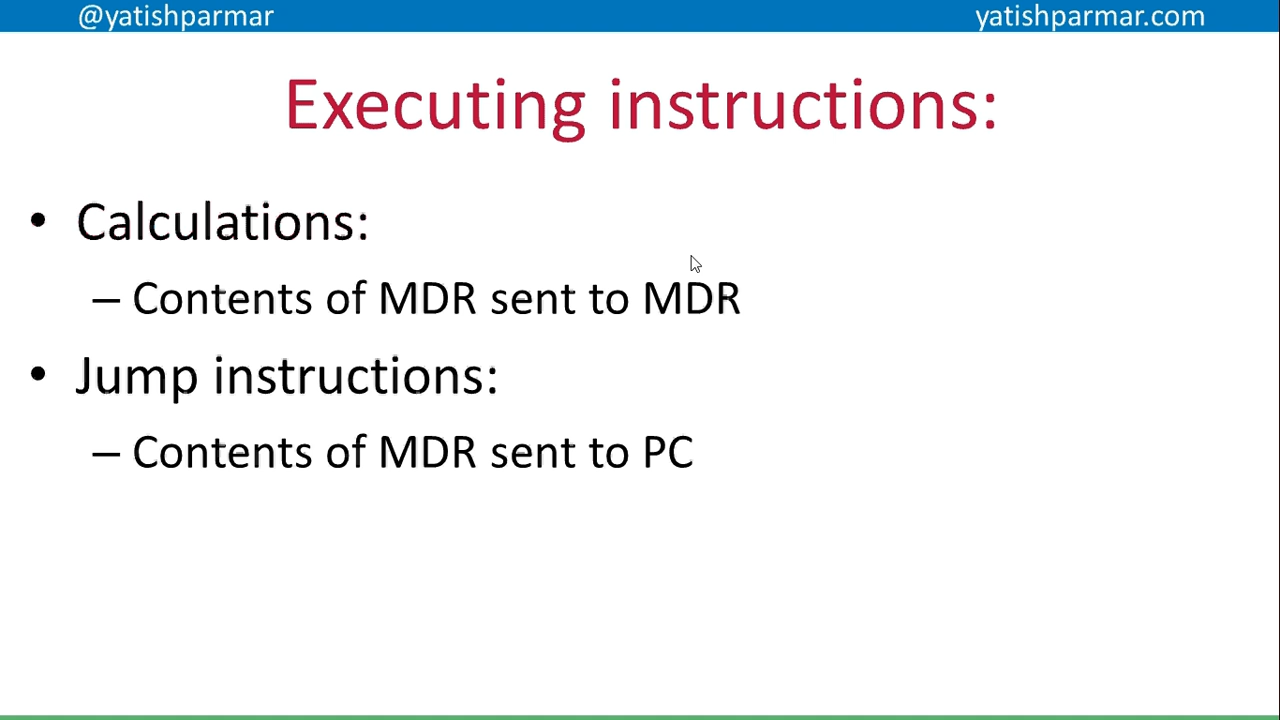 @yatishparmar
yatishparmar.com
Executing instructions:
• Calculations:
– Contents of MDR sent to MDR
• Jump instructions:
– Contents of MDR sent to PC